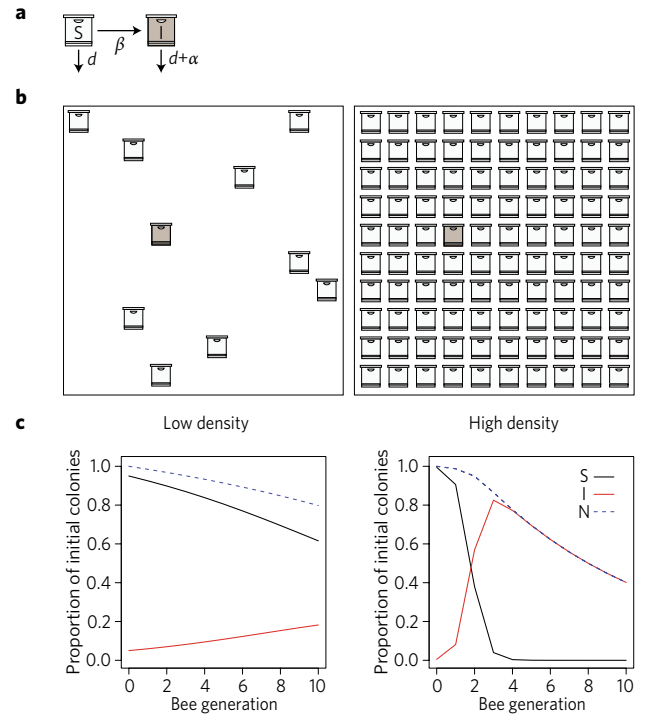 a
S
I
β
d
d+α
b
c
Low density
High density
Proportion of initial colonies
1.0
0.8
0.6
0.4
0.2
0.0
0 2 4 6 8 10
Bee generation
Proportion of initial colonies
1.0
0.8
0.6
0.4
0.2
0.0
S
I
N
0 2 4 6 8 10
Bee generation